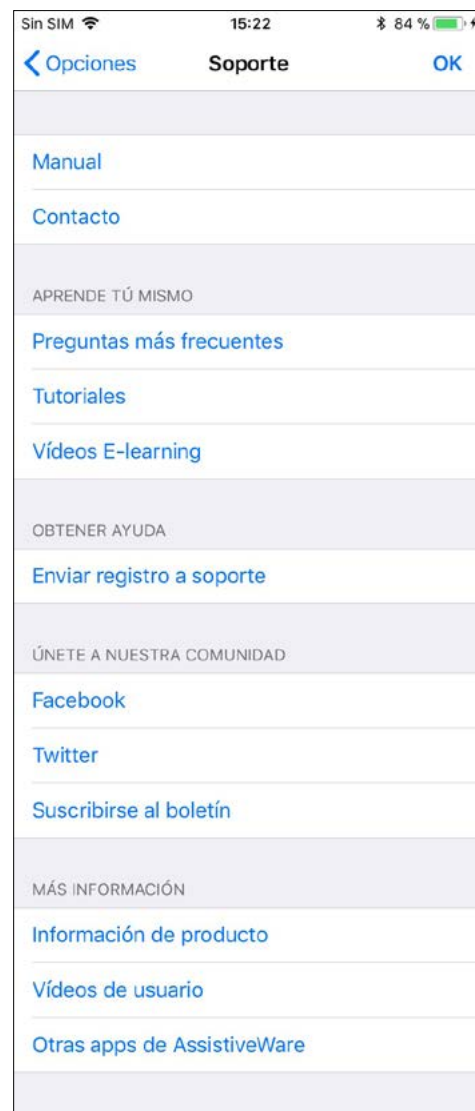 Sin SIM 15:22 84 %
Opciones Soporte OK
Manual
Contacto
APRENDE TÚ MISMO
Preguntas más frecuentes
Tutoriales
Vídeos E-learning
OBTENER AYUDA
Enviar registro a soporte
ÚNETE A NUESTRA COMUNIDAD
Facebook
Twitter
Suscribirse al boletín
MÁS INFORMACIÓN
Información de producto
Vídeos de usuario
Otras apps de AssistiveWare